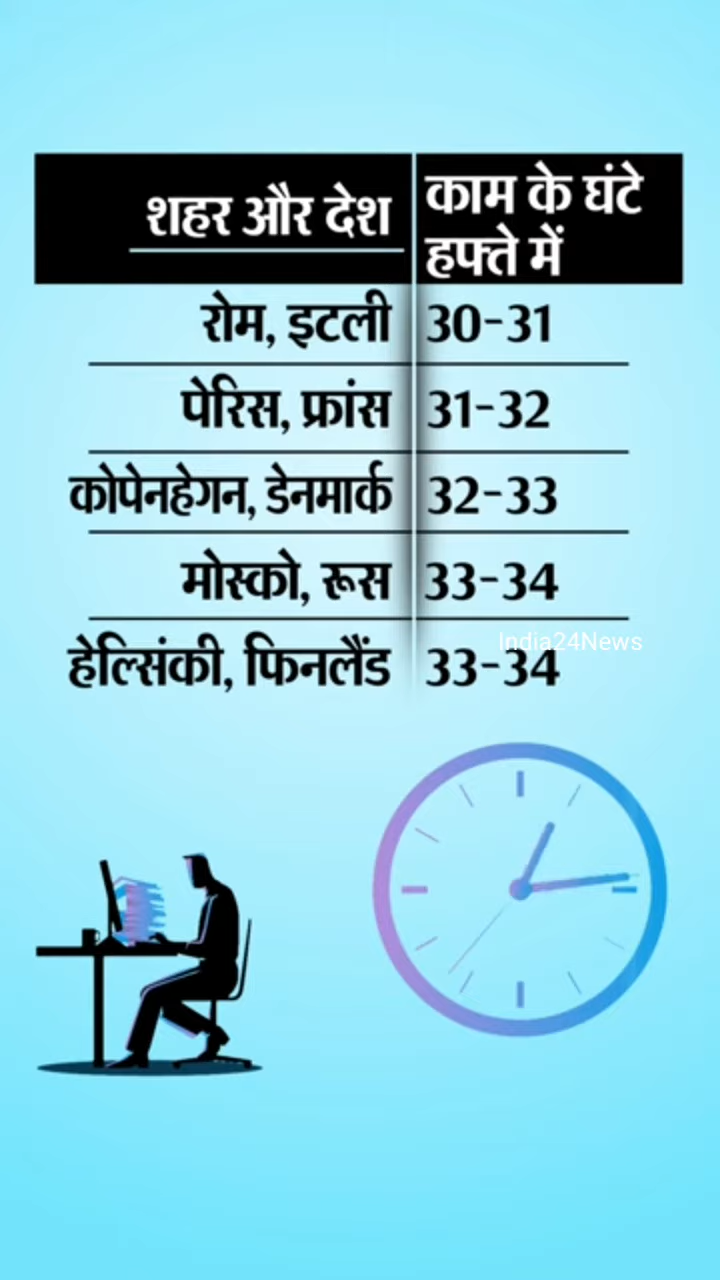 शहर और देश
काम के घंटे
हफ्ते में
रोम, इटली 30-31
पेरिस, फ्रांस 31-32
कोपेनहेगन, डेनमार्क 32-33
मोस्को, रूस 33-34
India24News
हेल्सिंकी, फिनलैंड 33-34